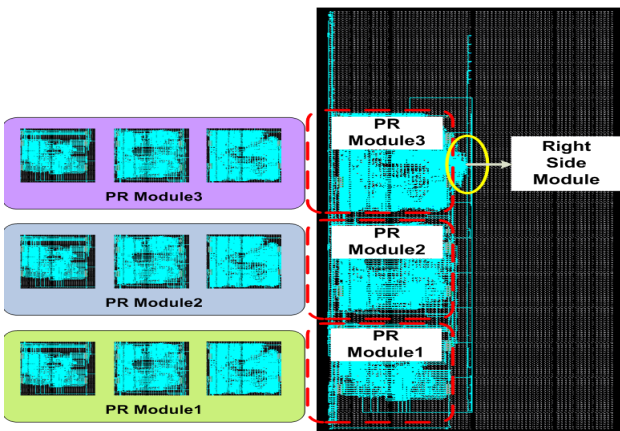 PR
Module3
Right
Side
Module
PR Module3
PR
Module2
PR Module2
PR
Module1
PR Module1